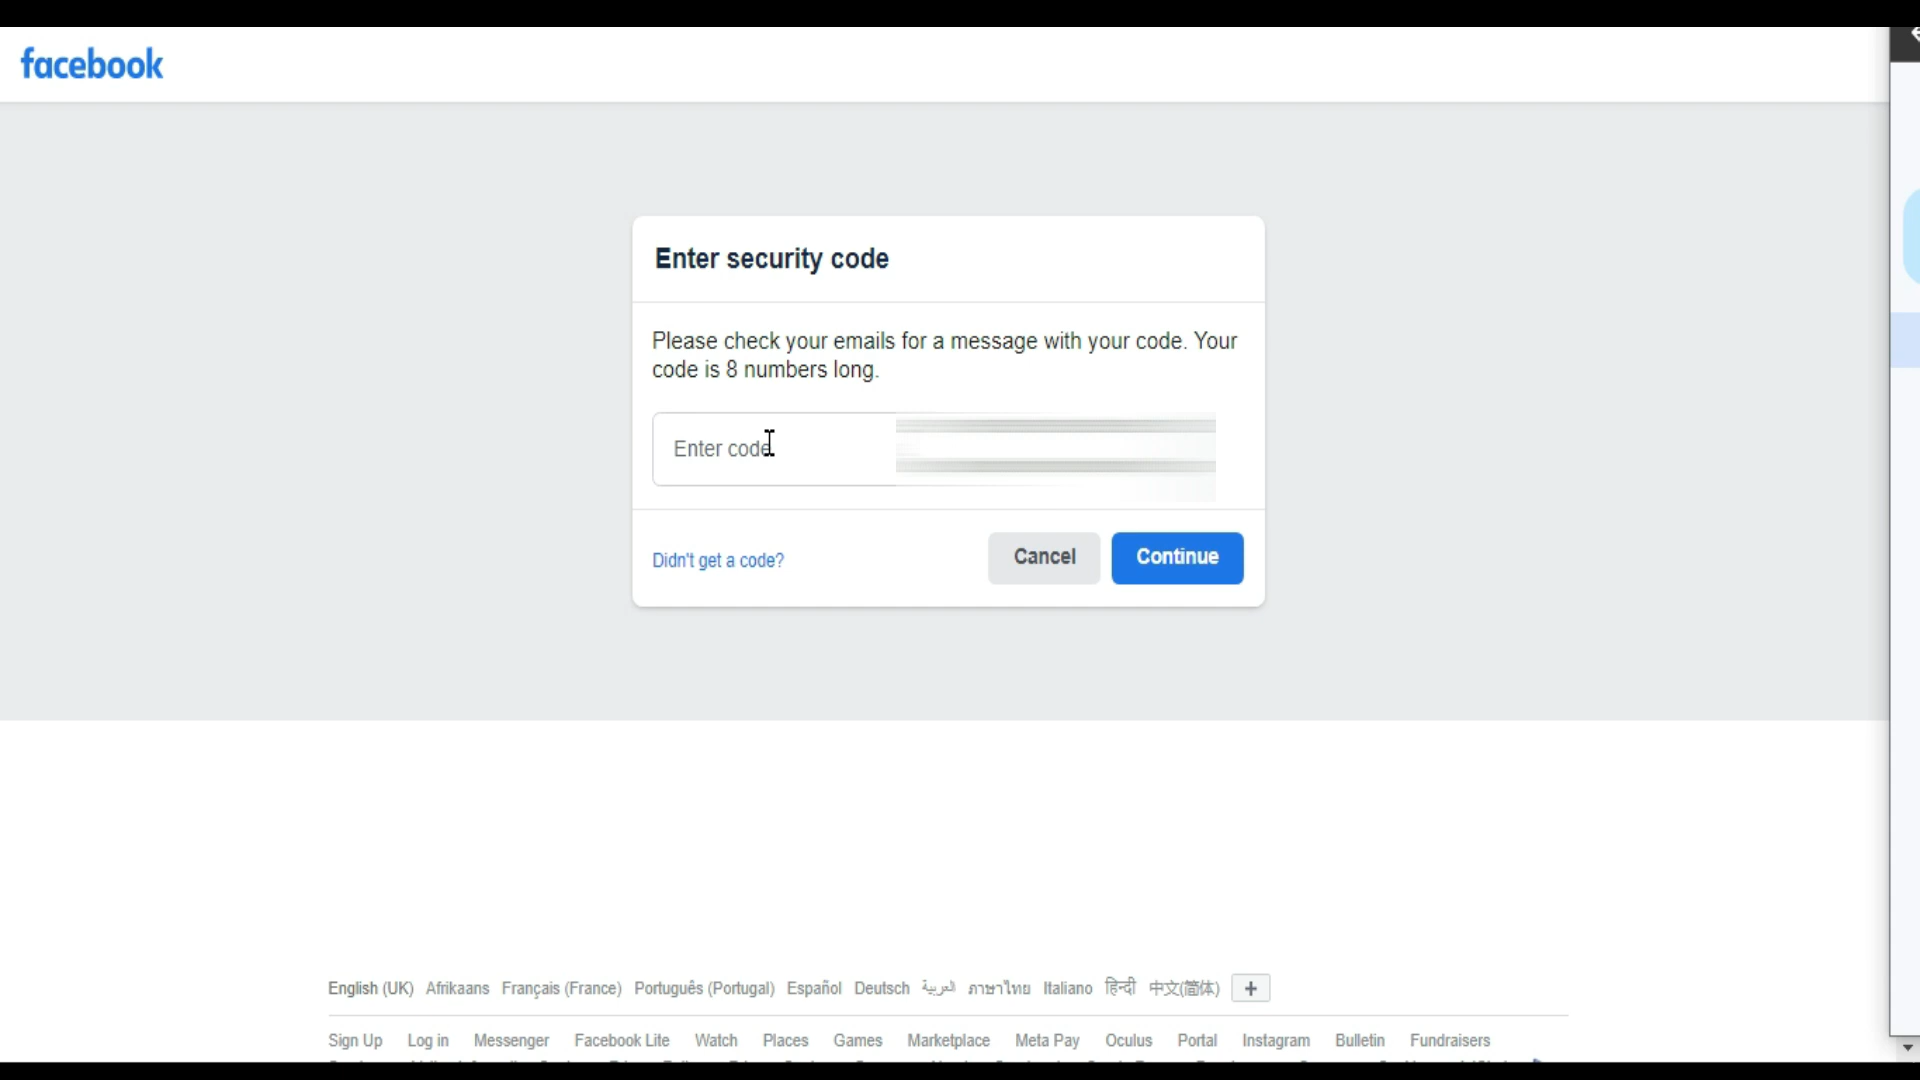 facebook
Enter security code
Please check your emails for a message with your code. Your
code is 8 numbers long.
Enter code
Didn't get a code?
Cancel
Continue
English (UK) Afrikaans Français (France) Português (Portugal) Español Deutsch العربية ภาษาไทย Italiano हिन्दी 中文(简体) +
Sign Up Log in Messenger Facebook Lite Watch Places Games Marketplace Meta Pay Oculus Portal Instagram Bulletin Fundraisers